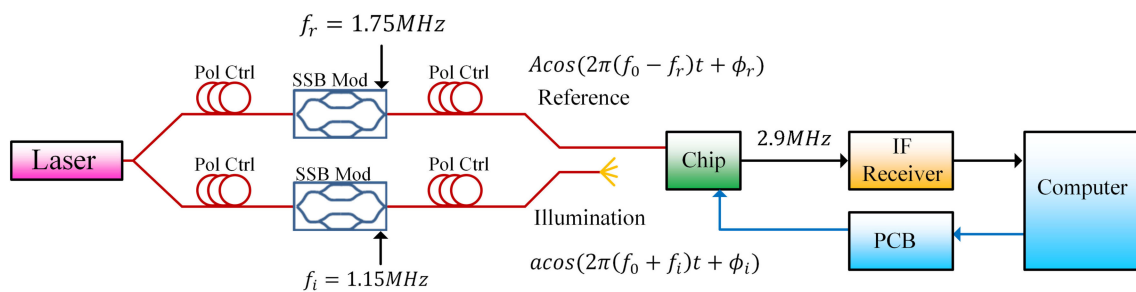 f_r = 1.75MHz
Pol Ctrl
SSB Mod
Pol Ctrl
Acos(2π(f_0 − f_r)t + ϕ_r)
Reference
Laser
Chip
2.9MHz
IF
Receiver
Computer
Pol Ctrl
SSB Mod
Pol Ctrl
Illumination
PCB
f_i = 1.15MHz
acos(2π(f_0 + f_i)t + ϕ_i)